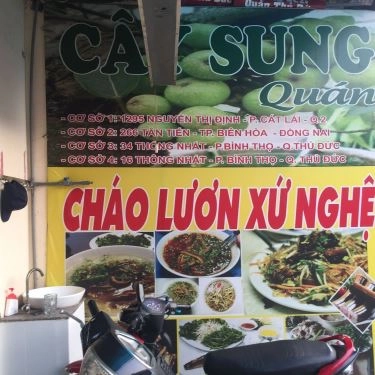 CÂY SUNG
Quán
- CƠ SỞ 1: 1295 NGUYỄN THỊ ĐỊNH - P. CÁT LÁI - Q.2
- CƠ SỞ 2: 266 TÂN TIẾN - TP. BIÊN HÒA - ĐỒNG NAI
- CƠ SỞ 3: 34 THỐNG NHẤT - P.BÌNH THỌ - Q.THỦ ĐỨC
- CƠ SỞ 4: 16 THỐNG NHẤT - P. BÌNH THỌ - Q. THỦ ĐỨC
CHÁO LƯƠN XỨ NGHỆ